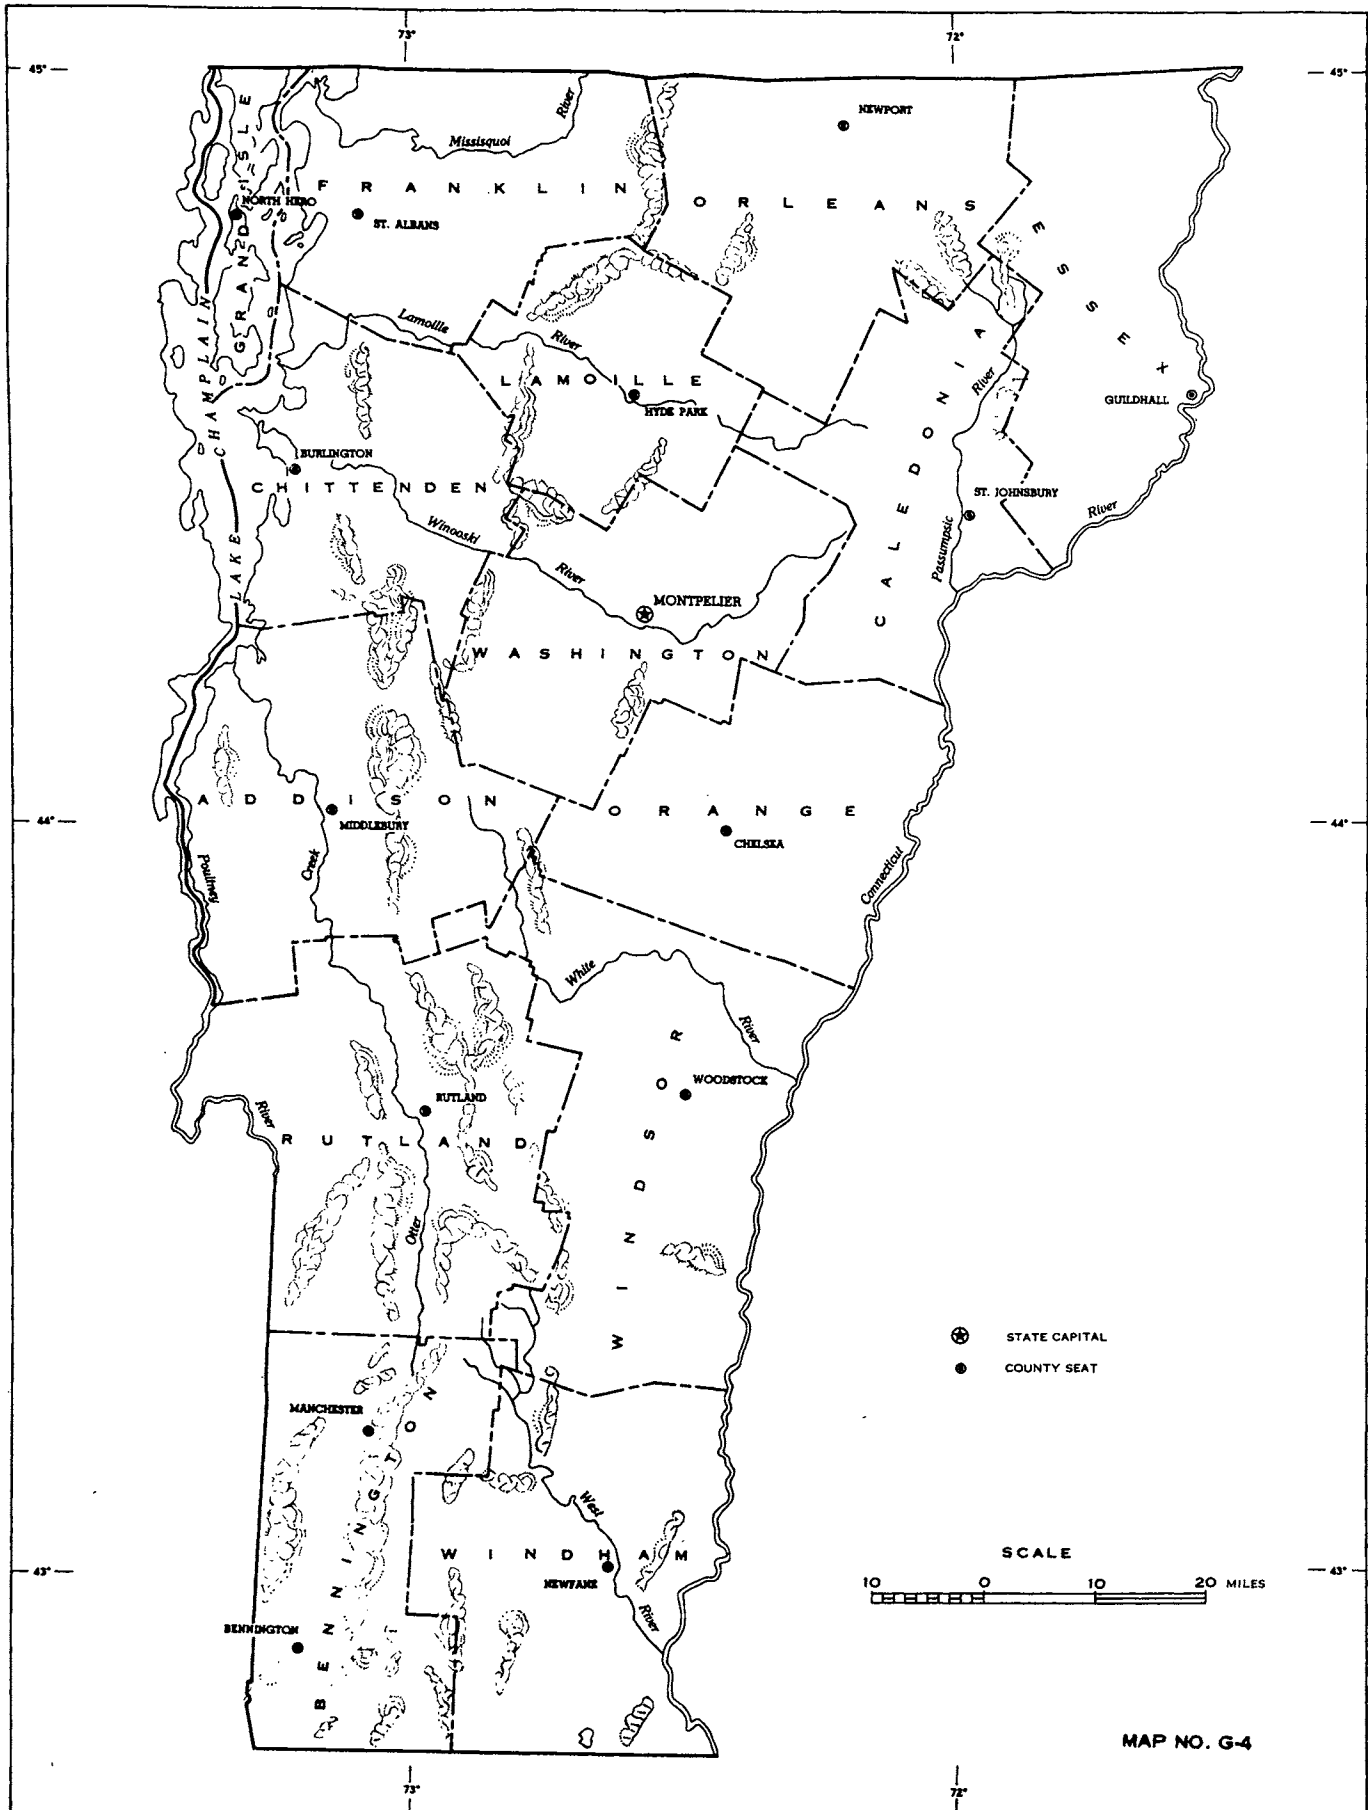 73°
72°
45°
45°
NEWPORT
Missisquoi River
GRAND ISLE
FRANKLIN
NORTH HERO
ST. ALBANS
ORLEANS
ESSEX
Lamoille River
LAMOILLE
HYDE PARK
GUILDHALL
LAKE CHAMPLAIN
BURLINGTON
CHITTENDEN
CALEDONIA
ST. JOHNSBURY
Passumpsic River
Winooski River
MONTPELIER
WASHINGTON
ADDISON
MIDDLEBURY
ORANGE
CHELSEA
44°
44°
Connecticut River
Poultney River
Otter Creek
White River
WINDSOR
WOODSTOCK
RUTLAND
RUTLAND
STATE CAPITAL
COUNTY SEAT
MANCHESTER
BENNINGTON
West River
WINDHAM
NEWFANE
43°
43°
SCALE
10 0 10 20 MILES
BENNINGTON
MAP NO. G-4
73°
72°